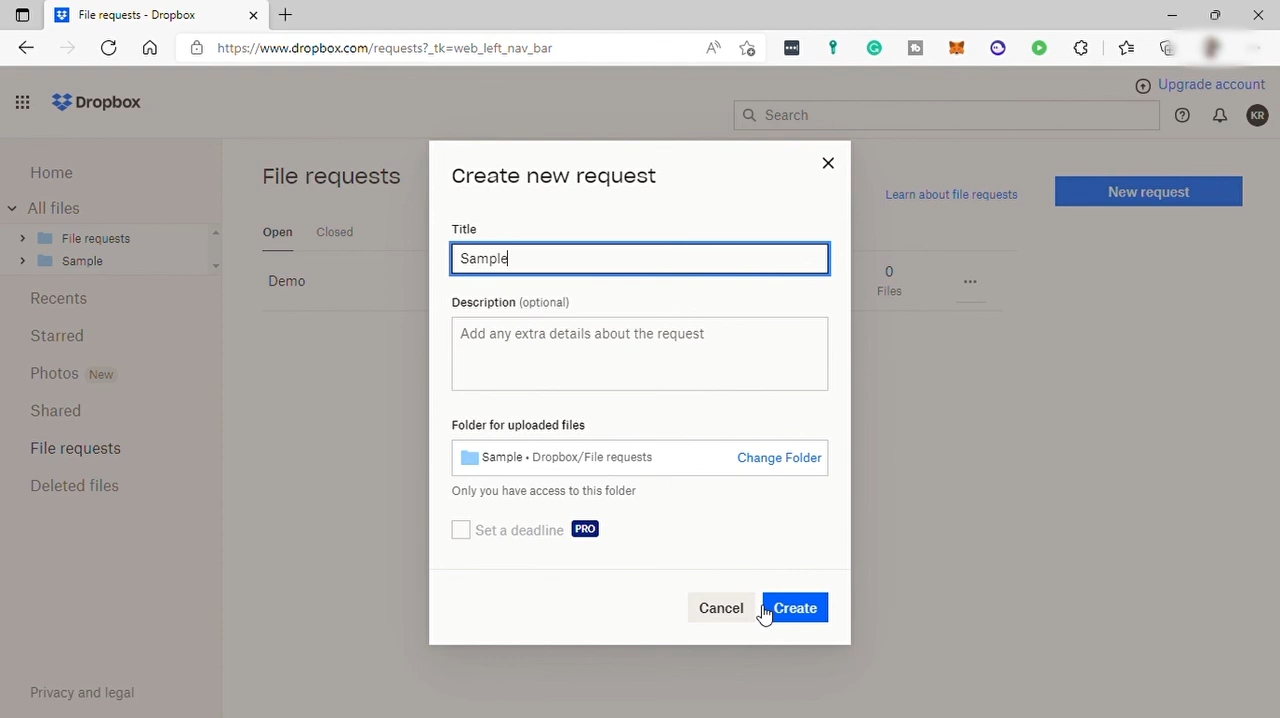 File requests - Dropbox
https://www.dropbox.com/requests?_tk=web_left_nav_bar
Upgrade account
Dropbox
Search
KR
Home
All files
File requests
Sample
Recents
Starred
Photos New
Shared
File requests
Deleted files
Privacy and legal
File requests
Learn about file requests
New request
Open Closed
Demo
0
Files
Create new request
Title
Sample
Description (optional)
Add any extra details about the request
Folder for uploaded files
Sample • Dropbox/File requests
Change Folder
Only you have access to this folder
Set a deadline PRO
Cancel
Create